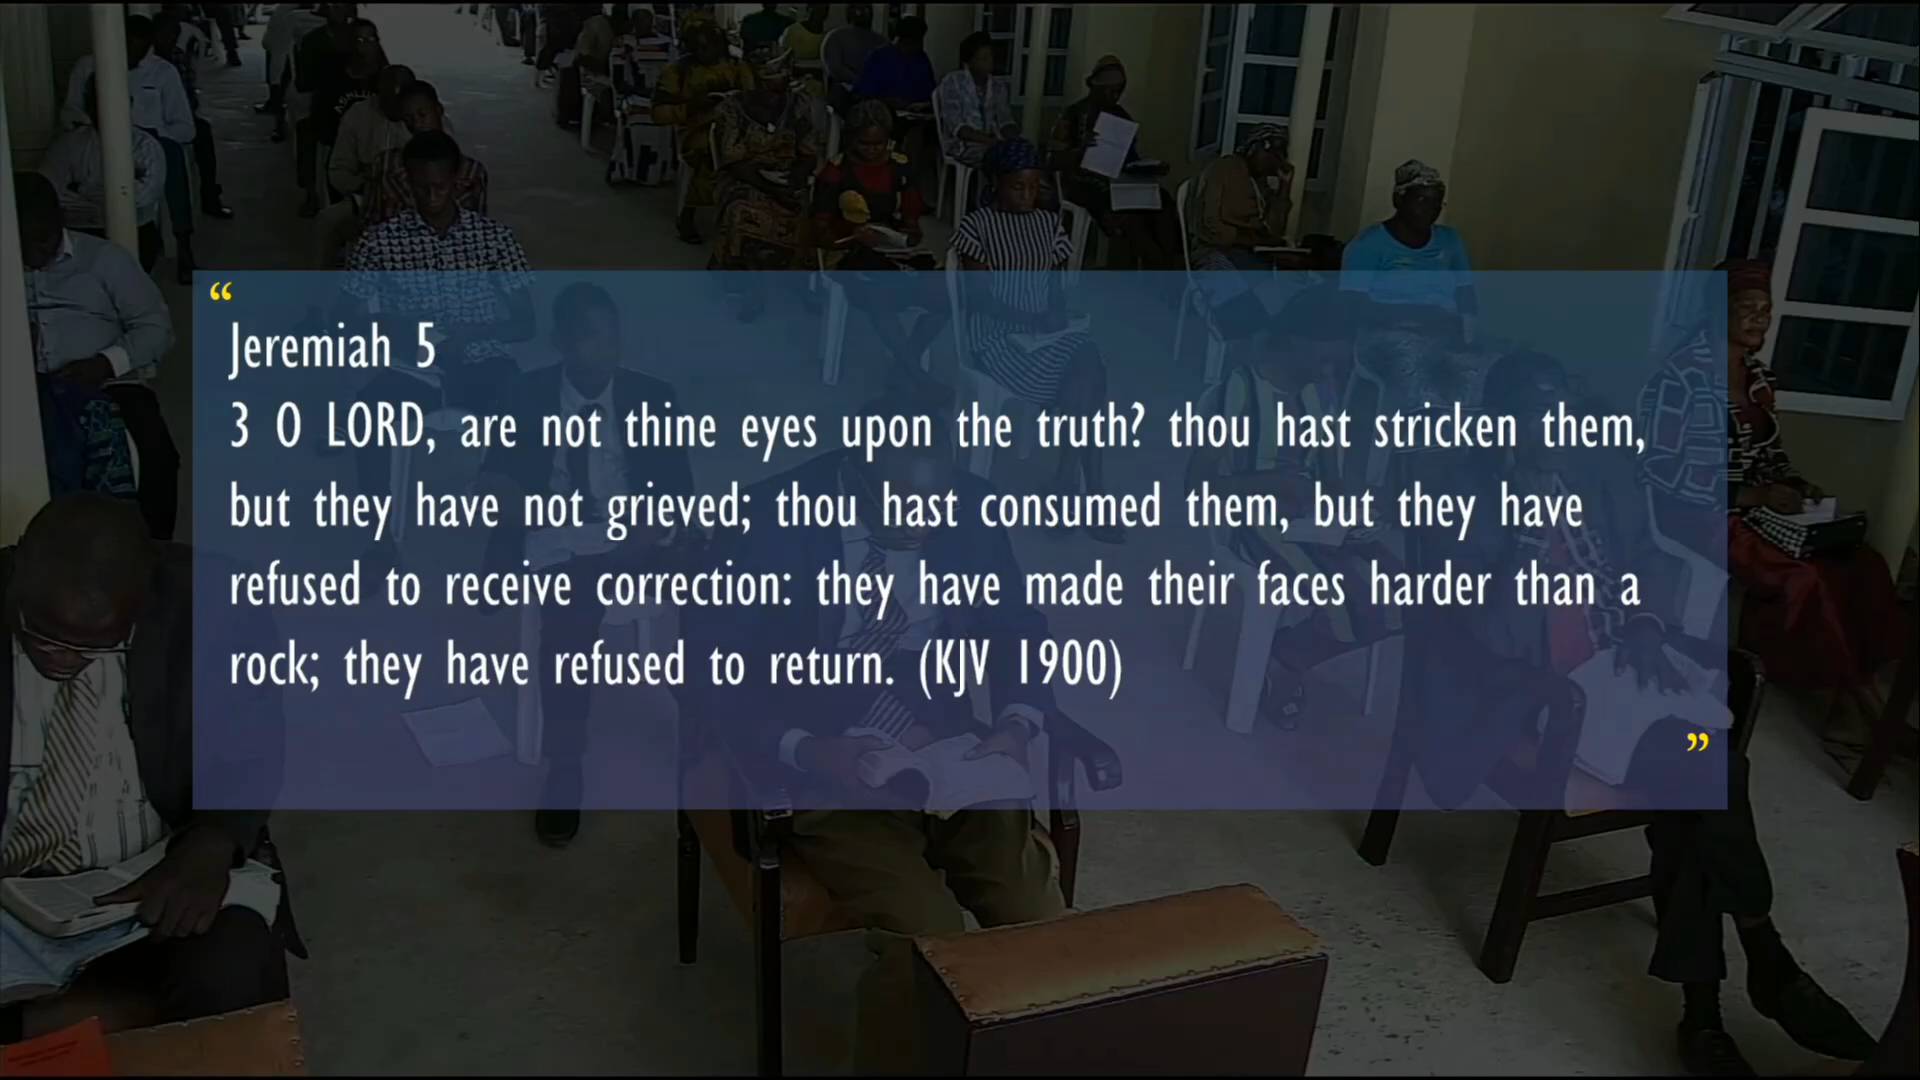 “
Jeremiah 5
3 O LORD, are not thine eyes upon the truth? thou hast stricken them,
but they have not grieved; thou hast consumed them, but they have
refused to receive correction: they have made their faces harder than a
rock; they have refused to return. (KJV 1900)
”